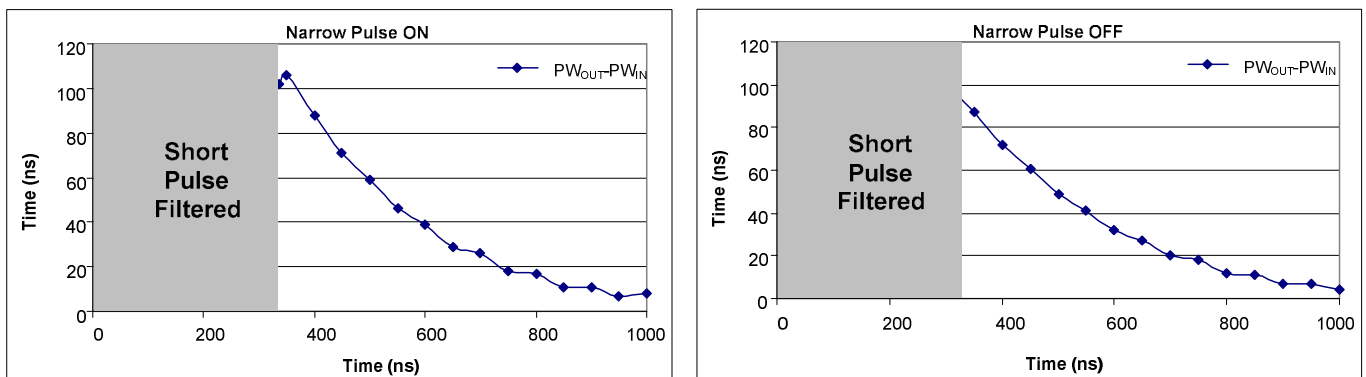 Narrow Pulse ON
120
100
80
60
40
20
0
Time (ns)
Short
Pulse
Filtered
PWOUT-PWIN
0 200 400 600 800 1000
Time (ns)
Narrow Pulse OFF
120
100
80
60
40
20
0
Time (ns)
Short
Pulse
Filtered
PWOUT-PWIN
0 200 400 600 800 1000
Time (ns)